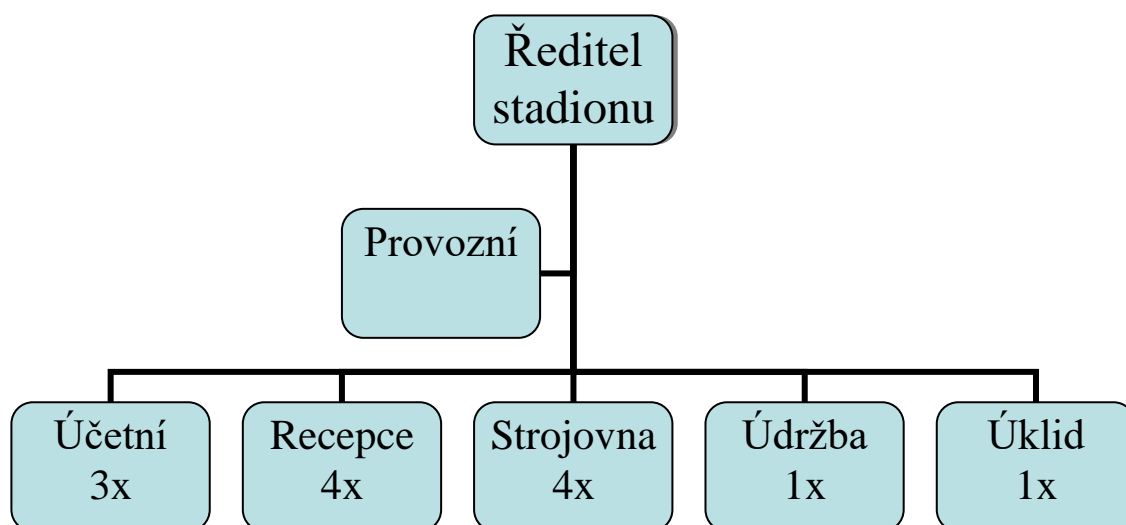 Ředitel
stadionu
Provozní
Účetní
3x
Recepce
4x
Strojovna
4x
Údržba
1x
Úklid
1x